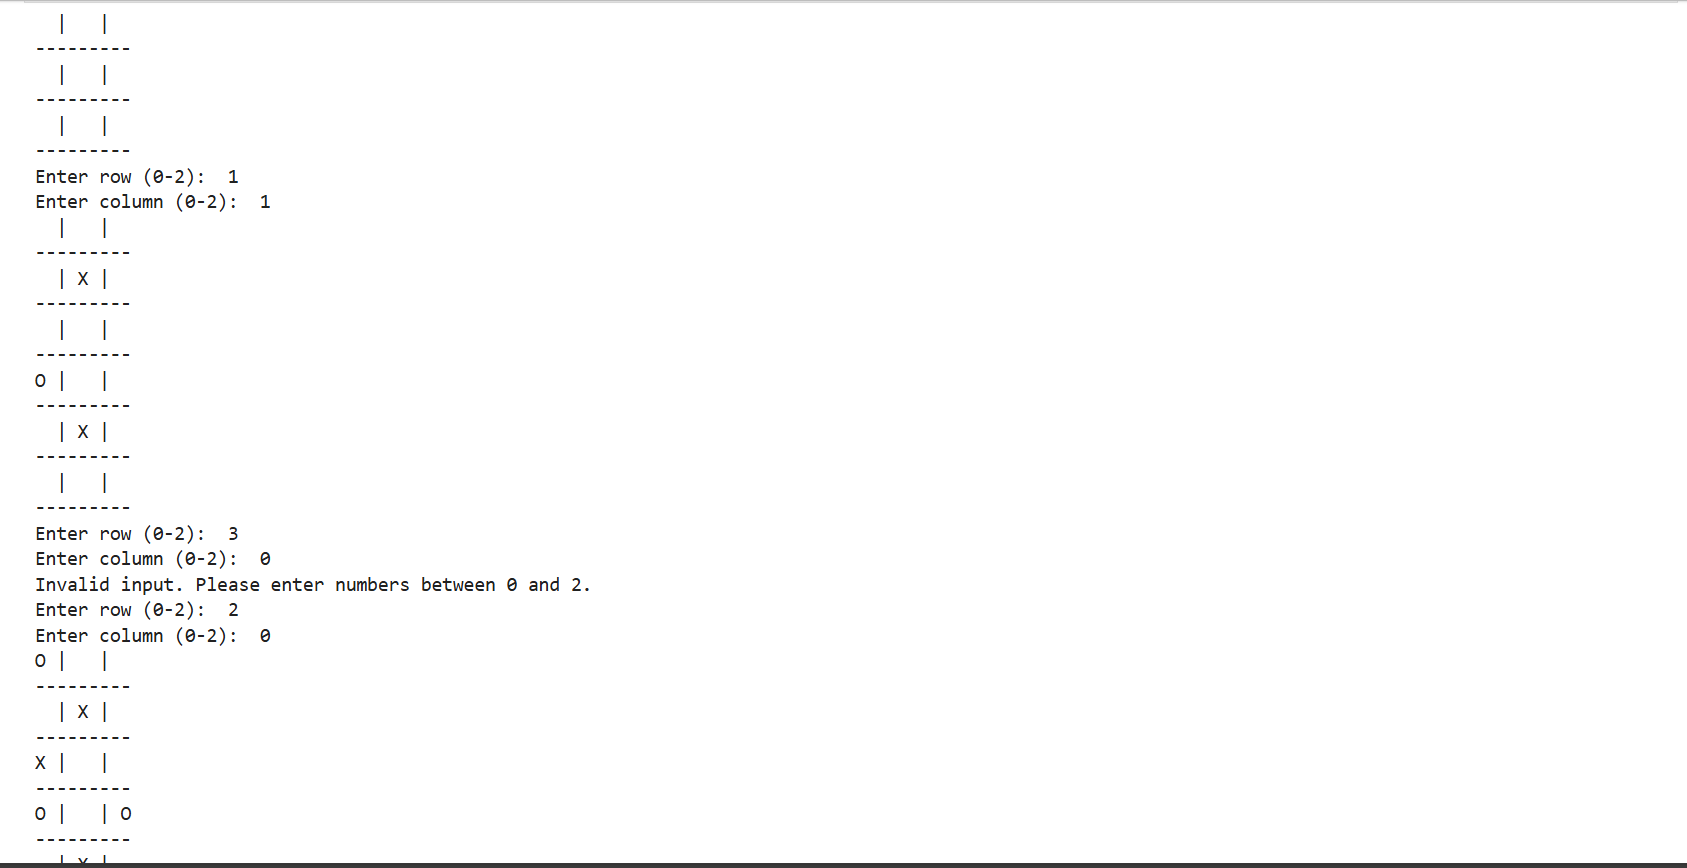 |   |
---------
  |   |
---------
  |   |
---------
Enter row (0-2):  1
Enter column (0-2):  1
  |   |
---------
  | X |
---------
  |   |
---------
O |   |
---------
  | X |
---------
  |   |
---------
Enter row (0-2):  3
Enter column (0-2):  0
Invalid input. Please enter numbers between 0 and 2.
Enter row (0-2):  2
Enter column (0-2):  0
O |   |
---------
  | X |
---------
X |   |
---------
O |   | O
---------
  | X |